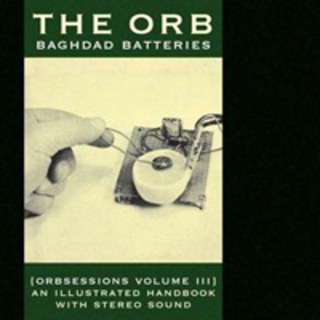 THE ORB
BAGHDAD BATTERIES
[ORBSESSIONS VOLUME III]
AN ILLUSTRATED HANDBOOK
WITH STEREO SOUND